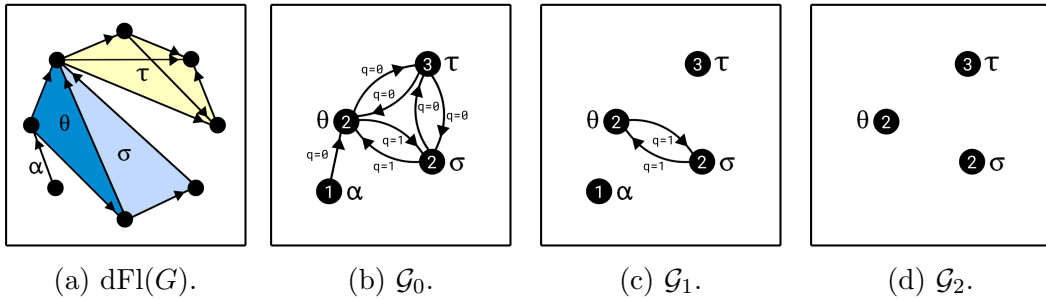 τ
θ
σ
α
(a) dFl(G).
3 τ
q=0
q=0
q=0
q=0
θ 2
q=1
q=1
2 σ
q=0
1 α
(b) 𝒢₀.
3 τ
θ 2
q=1
q=1
2 σ
1 α
(c) 𝒢₁.
3 τ
θ 2
2 σ
(d) 𝒢₂.